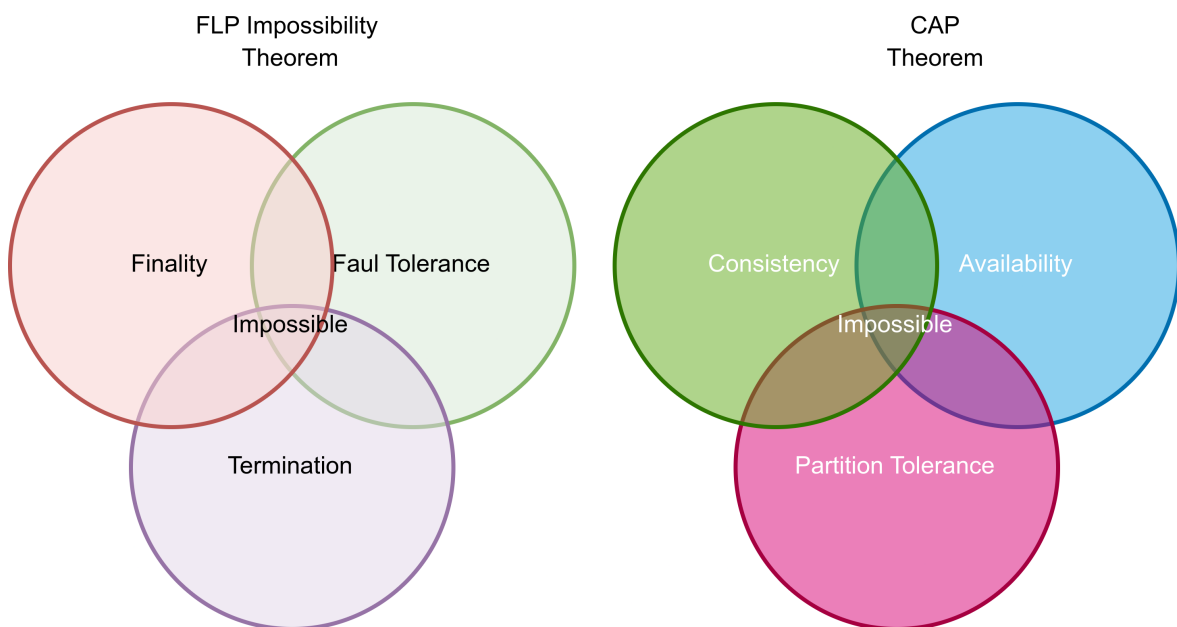 FLP Impossibility
Theorem
CAP
Theorem
Finality
Faul Tolerance
Impossible
Termination
Consistency
Availability
Impossible
Partition Tolerance